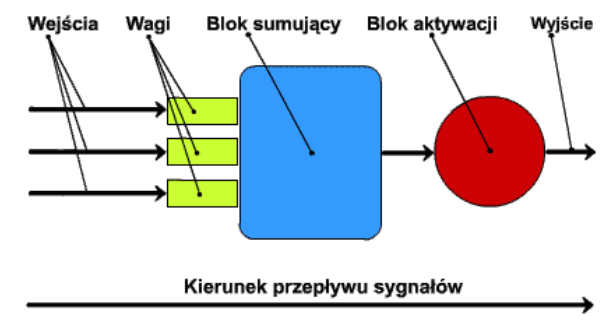 Wejścia Wagi Blok sumujący Blok aktywacji Wyjście
Kierunek przepływu sygnałów